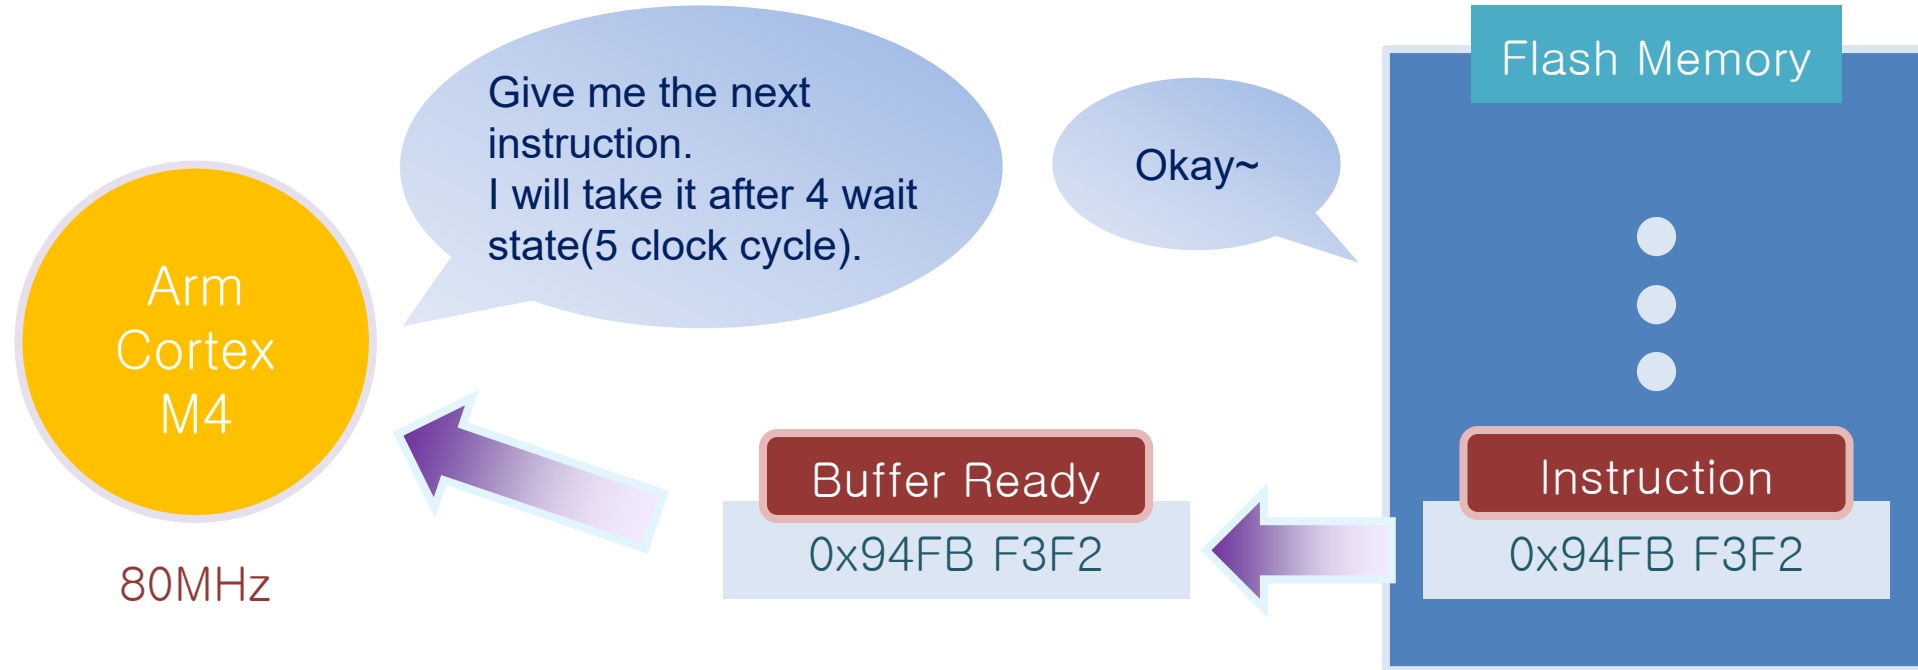 Give me the next
instruction.
I will take it after 4 wait
state(5 clock cycle).
Okay~
Flash Memory
Arm
Cortex
M4
80MHz
Buffer Ready
0x94FB F3F2
Instruction
0x94FB F3F2